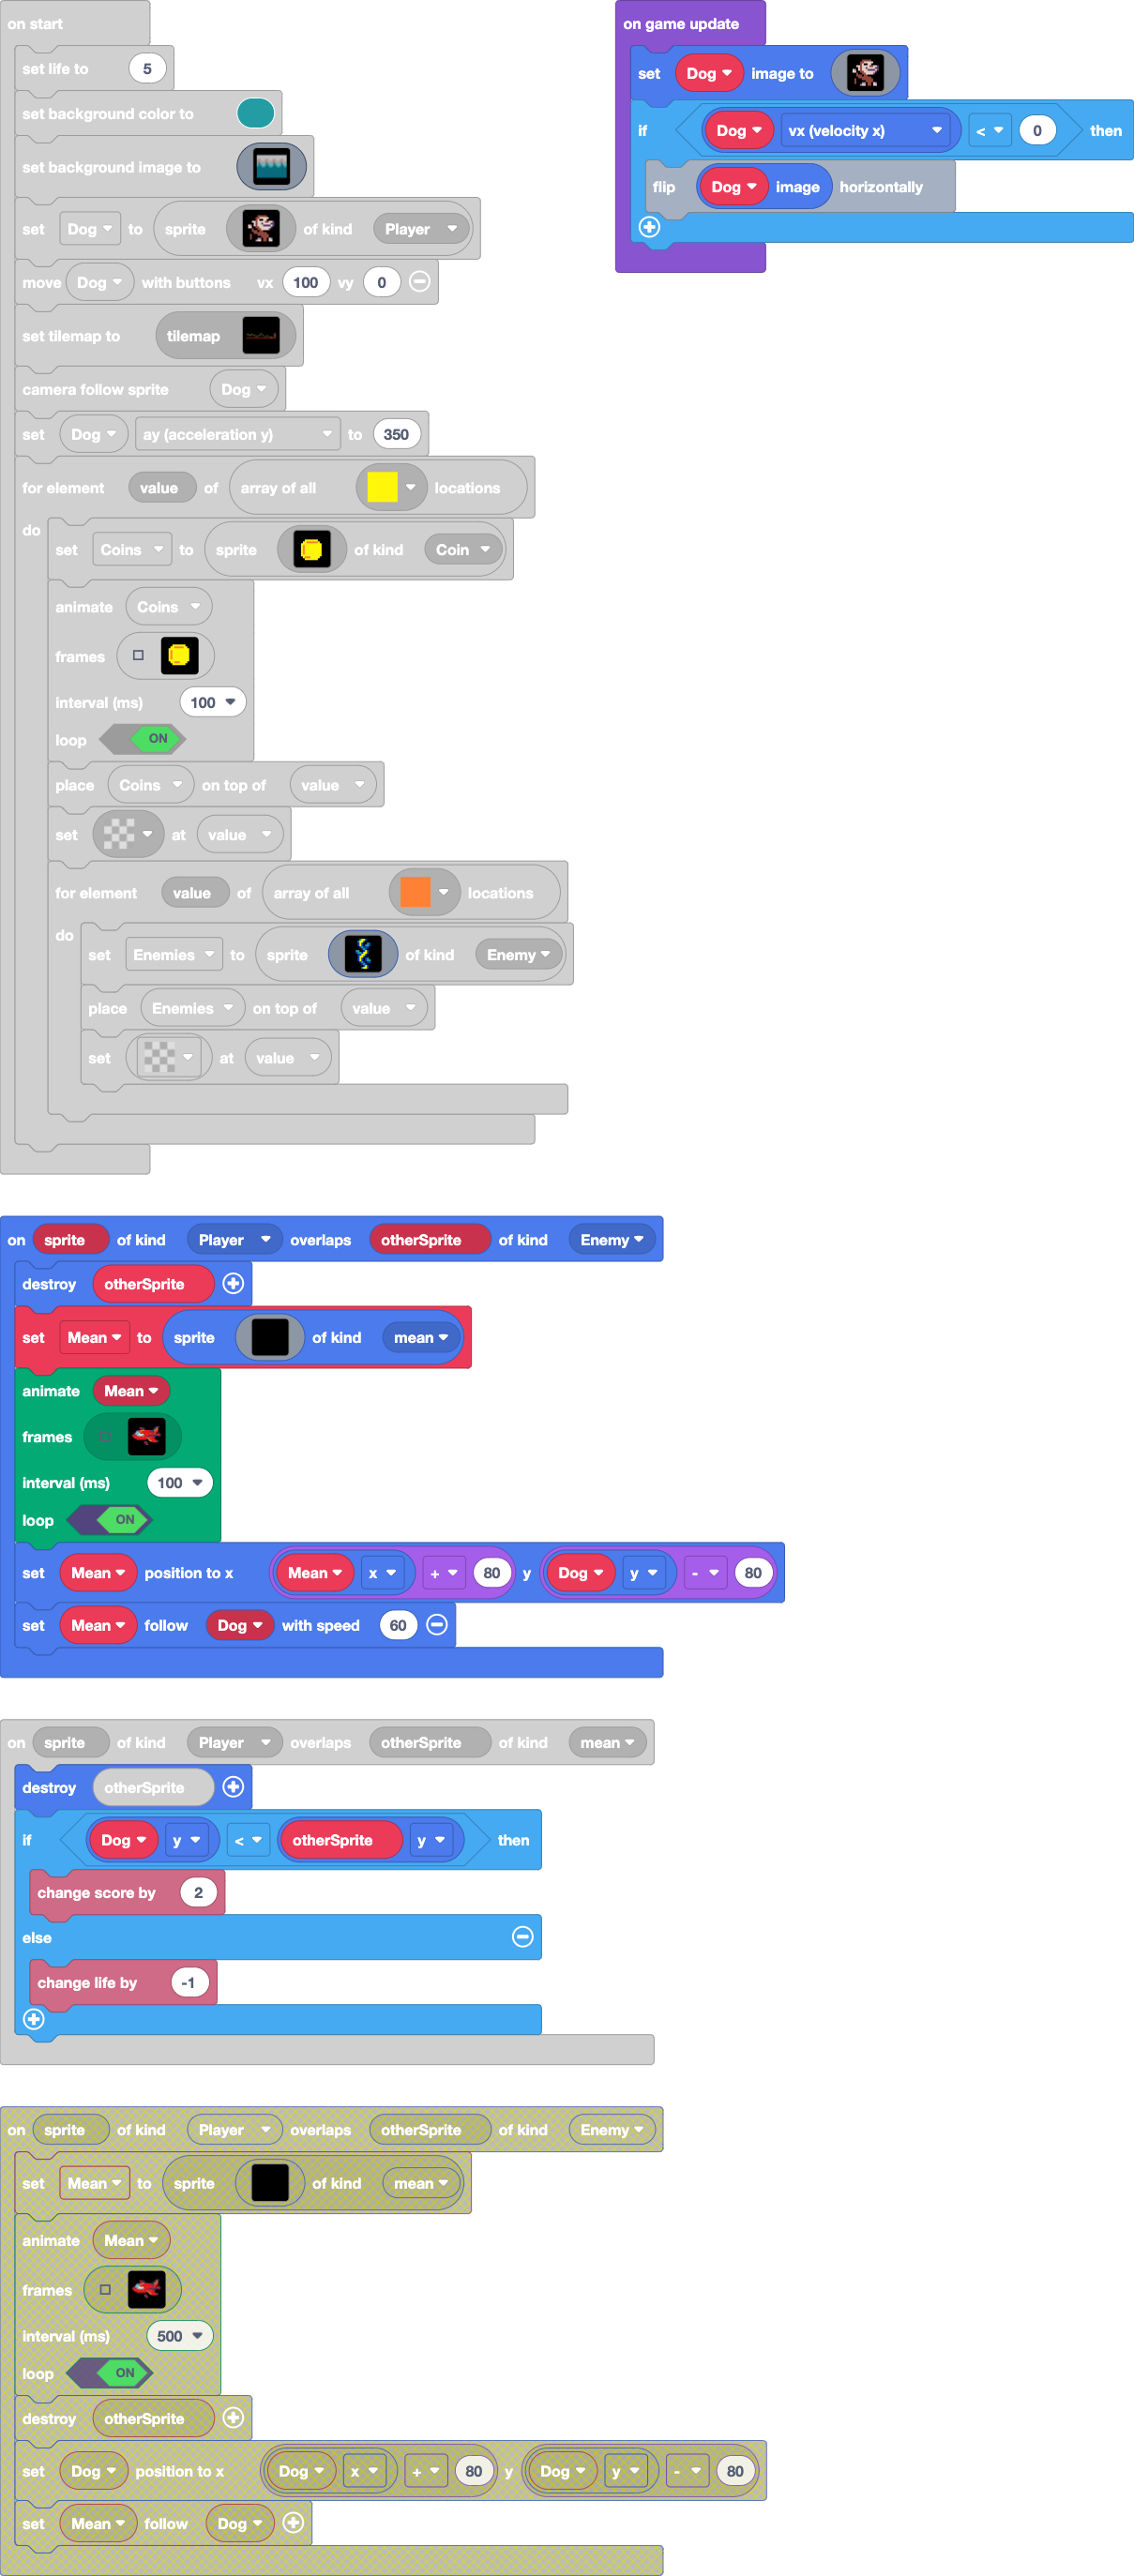 on start
set life to 5
set background color to
set background image to
set Dog to sprite of kind Player
move Dog with buttons vx 100 vy 0
set tilemap to tilemap
camera follow sprite Dog
set Dog ay (acceleration y) to 350
for element value of array of all locations
do
set Coins to sprite of kind Coin
animate Coins
frames
interval (ms) 100
loop ON
place Coins on top of value
set at value
for element value of array of all locations
do
set Enemies to sprite of kind Enemy
place Enemies on top of value
set at value
on game update
set Dog image to
if Dog vx (velocity x) < 0 then
flip Dog image horizontally
on sprite of kind Player overlaps otherSprite of kind Enemy
destroy otherSprite
set Mean to sprite of kind mean
animate Mean
frames
interval (ms) 100
loop ON
set Mean position to x Mean x + 80 y Dog y - 80
set Mean follow Dog with speed 60
on sprite of kind Player overlaps otherSprite of kind mean
destroy otherSprite
if Dog y < otherSprite y then
change score by 2
else
change life by -1
on sprite of kind Player overlaps otherSprite of kind Enemy
set Mean to sprite of kind mean
animate Mean
frames
interval (ms) 500
loop ON
destroy otherSprite
set Dog position to x Dog x + 80 y Dog y - 80
set Mean follow Dog